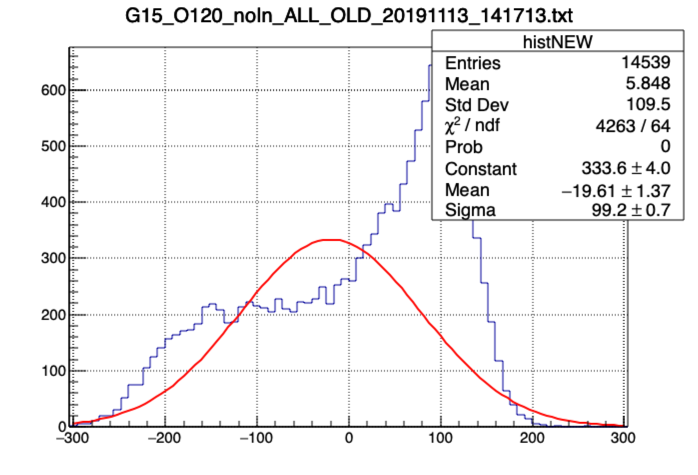 G15_O120_noIn_ALL_OLD_20191113_141713.txt
histNEW
Entries 14539
Mean 5.848
Std Dev 109.5
χ² / ndf 4263 / 64
Prob 0
Constant 333.6 ± 4.0
Mean −19.61 ± 1.37
Sigma 99.2 ± 0.7
600
500
400
300
200
100
0
−300 −200 −100 0 100 200 300